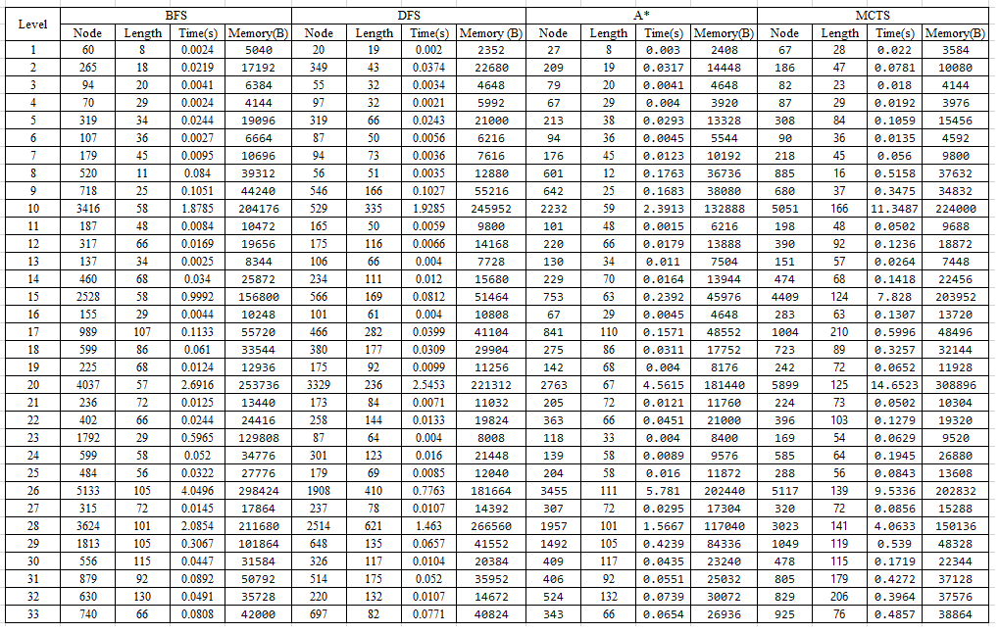 Level BFS DFS A* MCTS
Node Length Time(s) Memory(B) Node Length Time(s) Memory (B) Node Length Time(s) Memory(B) Node Length Time(s) Memory(B)
1 60 8 0.0024 5040 20 19 0.002 2352 27 8 0.003 2408 67 28 0.022 3584
2 265 18 0.0219 17192 349 43 0.0374 22680 209 19 0.0317 14448 186 47 0.0781 10080
3 94 20 0.0041 6384 55 32 0.0034 4648 79 20 0.0041 4648 82 23 0.018 4144
4 70 29 0.0024 4144 97 32 0.0021 5992 67 29 0.004 3920 87 29 0.0192 3976
5 319 34 0.0244 19096 319 66 0.0243 21000 213 38 0.0293 13328 308 84 0.1059 15456
6 107 36 0.0027 6664 87 50 0.0056 6216 94 36 0.0045 5544 90 36 0.0135 4592
7 179 45 0.0095 10696 94 73 0.0036 7616 176 45 0.0123 10192 218 45 0.056 9800
8 520 11 0.084 39312 56 51 0.0035 12880 601 12 0.1763 36736 885 16 0.5158 37632
9 718 25 0.1051 44240 546 166 0.1027 55216 642 25 0.1683 38080 680 37 0.3475 34832
10 3416 58 1.8785 204176 529 335 1.9285 245952 2232 59 2.3913 132888 5051 166 11.3487 224000
11 187 48 0.0084 10472 165 50 0.0059 9800 101 48 0.0015 6216 198 48 0.0502 9688
12 317 66 0.0169 19656 175 116 0.0066 14168 220 66 0.0179 13888 390 92 0.1236 18872
13 137 34 0.0025 8344 106 66 0.004 7728 130 34 0.011 7504 151 57 0.0264 7448
14 460 68 0.034 25872 234 111 0.012 15680 229 70 0.0164 13944 474 68 0.1418 22456
15 2528 58 0.9992 156800 566 169 0.0812 51464 753 63 0.2392 45976 4409 124 7.828 203952
16 155 29 0.0044 10248 101 61 0.004 10808 67 29 0.0045 4648 283 63 0.1307 13720
17 989 107 0.1133 55720 466 282 0.0399 41104 841 110 0.1571 48552 1004 210 0.5996 48496
18 599 86 0.061 33544 380 177 0.0309 29904 275 86 0.0311 17752 723 89 0.3257 32144
19 225 68 0.0124 12936 175 92 0.0099 11256 142 68 0.004 8176 242 72 0.0652 11928
20 4037 57 2.6916 253736 3329 236 2.5453 221312 2763 67 4.5615 181440 5899 125 14.6523 308896
21 236 72 0.0125 13440 173 84 0.0071 11032 205 72 0.0121 11760 224 73 0.0502 10304
22 402 66 0.0244 24416 258 144 0.0133 19824 363 66 0.0451 21000 396 103 0.1279 19320
23 1792 29 0.5965 129808 87 64 0.004 8008 118 33 0.004 8400 169 54 0.0629 9520
24 599 58 0.052 34776 301 123 0.016 21448 139 58 0.0089 9576 585 64 0.1945 26880
25 484 56 0.0322 27776 179 69 0.0085 12040 204 58 0.016 11872 288 56 0.0843 13608
26 5133 105 4.0496 298424 1908 410 0.7763 181664 3455 111 5.781 202440 5117 139 9.5336 202832
27 315 72 0.0145 17864 237 78 0.0107 14392 307 72 0.0295 17304 320 72 0.0856 15288
28 3624 101 2.0854 211680 2514 621 1.463 266560 1957 101 1.5667 117040 3023 141 4.0633 150136
29 1813 105 0.3067 101864 648 135 0.0657 41552 1492 105 0.4239 84336 1049 119 0.539 48328
30 556 115 0.0447 31584 326 117 0.0104 20384 409 117 0.0435 23240 478 115 0.1719 22344
31 879 92 0.0892 50792 514 175 0.052 35952 406 92 0.0551 25032 805 179 0.4272 37128
32 630 130 0.0491 35728 220 132 0.0107 14672 524 132 0.0739 30072 829 206 0.3964 37576
33 740 66 0.0808 42000 697 82 0.0771 40824 343 66 0.0654 26936 925 76 0.4857 38864